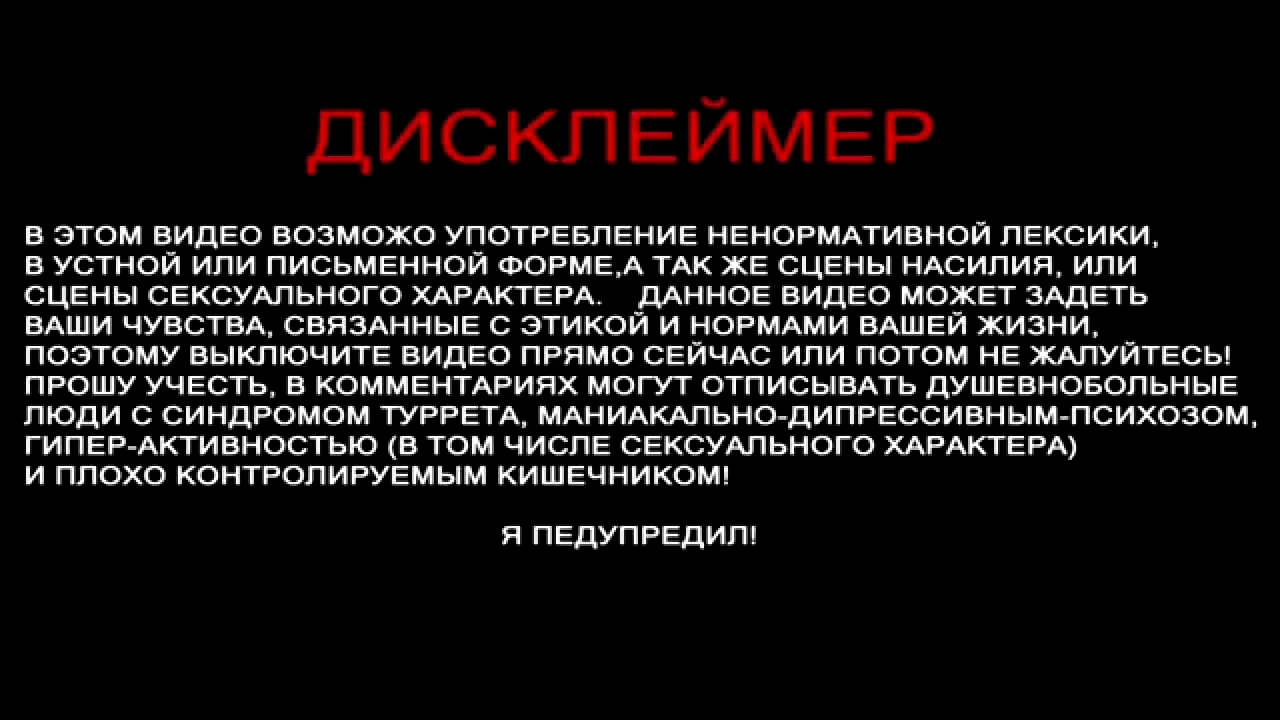 ДИСКЛЕЙМЕР
В ЭТОМ ВИДЕО ВОЗМОЖО УПОТРЕБЛЕНИЕ НЕНОРМАТИВНОЙ ЛЕКСИКИ,
В УСТНОЙ ИЛИ ПИСЬМЕННОЙ ФОРМЕ,А ТАК ЖЕ СЦЕНЫ НАСИЛИЯ, ИЛИ
СЦЕНЫ СЕКСУАЛЬНОГО ХАРАКТЕРА. ДАННОЕ ВИДЕО МОЖЕТ ЗАДЕТЬ
ВАШИ ЧУВСТВА, СВЯЗАННЫЕ С ЭТИКОЙ И НОРМАМИ ВАШЕЙ ЖИЗНИ,
ПОЭТОМУ ВЫКЛЮЧИТЕ ВИДЕО ПРЯМО СЕЙЧАС ИЛИ ПОТОМ НЕ ЖАЛУЙТЕСЬ!
ПРОШУ УЧЕСТЬ, В КОММЕНТАРИЯХ МОГУТ ОТПИСЫВАТЬ ДУШЕВНОБОЛЬНЫЕ
ЛЮДИ С СИНДРОМОМ ТУРРЕТА, МАНИАКАЛЬНО-ДИПРЕССИВНЫМ-ПСИХОЗОМ,
ГИПЕР-АКТИВНОСТЬЮ (В ТОМ ЧИСЛЕ СЕКСУАЛЬНОГО ХАРАКТЕРА)
И ПЛОХО КОНТРОЛИРУЕМЫМ КИШЕЧНИКОМ!
Я ПЕДУПРЕДИЛ!